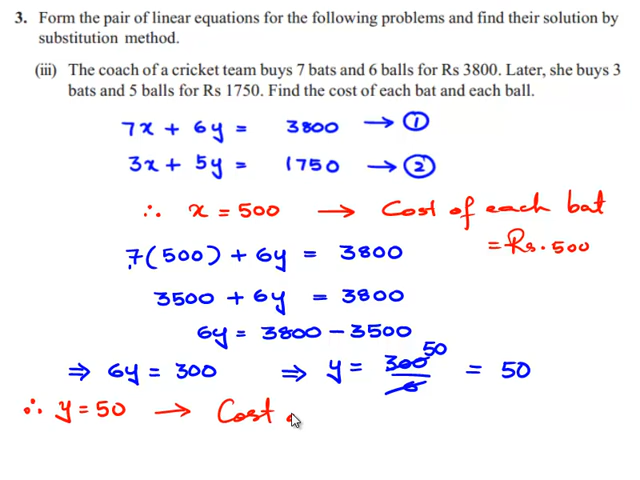 3. Form the pair of linear equations for the following problems and find their solution by
substitution method.
(iii) The coach of a cricket team buys 7 bats and 6 balls for Rs 3800. Later, she buys 3
bats and 5 balls for Rs 1750. Find the cost of each bat and each ball.
7x + 6y = 3800 → ①
3x + 5y = 1750 → ②
∴ x = 500 → Cost of each bat
= Rs. 500
7(500) + 6y = 3800
3500 + 6y = 3800
6y = 3800 - 3500
⇒ 6y = 300 ⇒ y = 300/6 50 = 50
∴ y = 50 → Cost